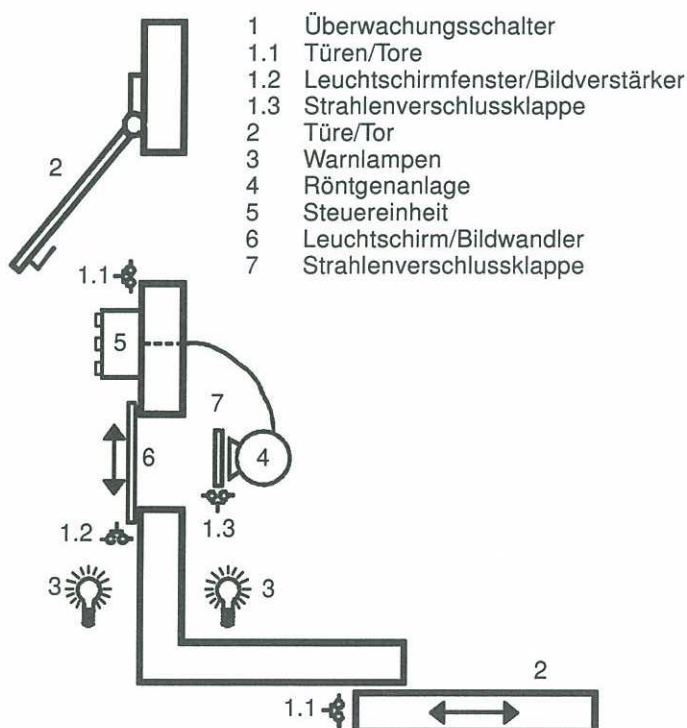 1 Überwachungsschalter
1.1 Türen/Tore
1.2 Leuchtschirmfenster/Bildverstärker
1.3 Strahlenverschlussklappe
2 Türe/Tor
3 Warnlampen
4 Röntgenanlage
5 Steuereinheit
6 Leuchtschirm/Bildwandler
7 Strahlenverschlussklappe
2
1.1
5
7
6
4
1.2
1.3
3
3
2
1.1